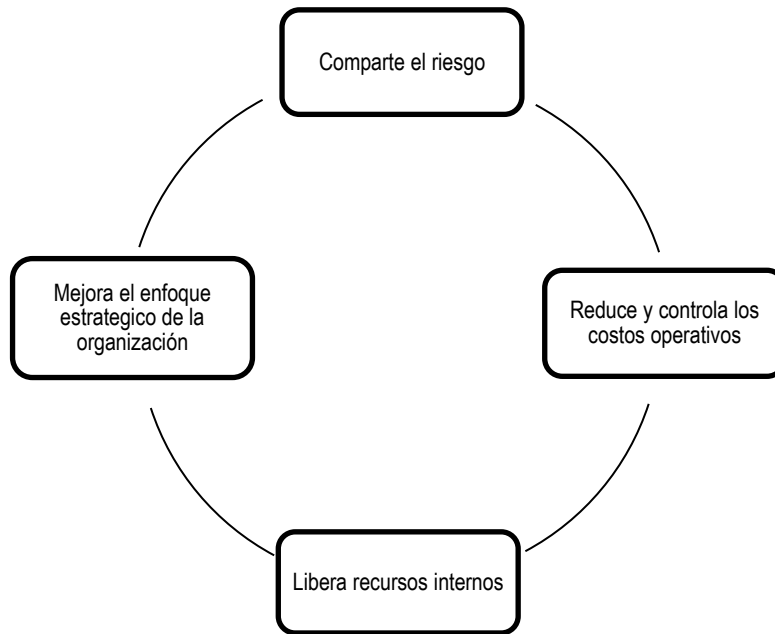 Comparte el riesgo
Mejora el enfoque
estrategico de la
organización
Reduce y controla los
costos operativos
Libera recursos internos